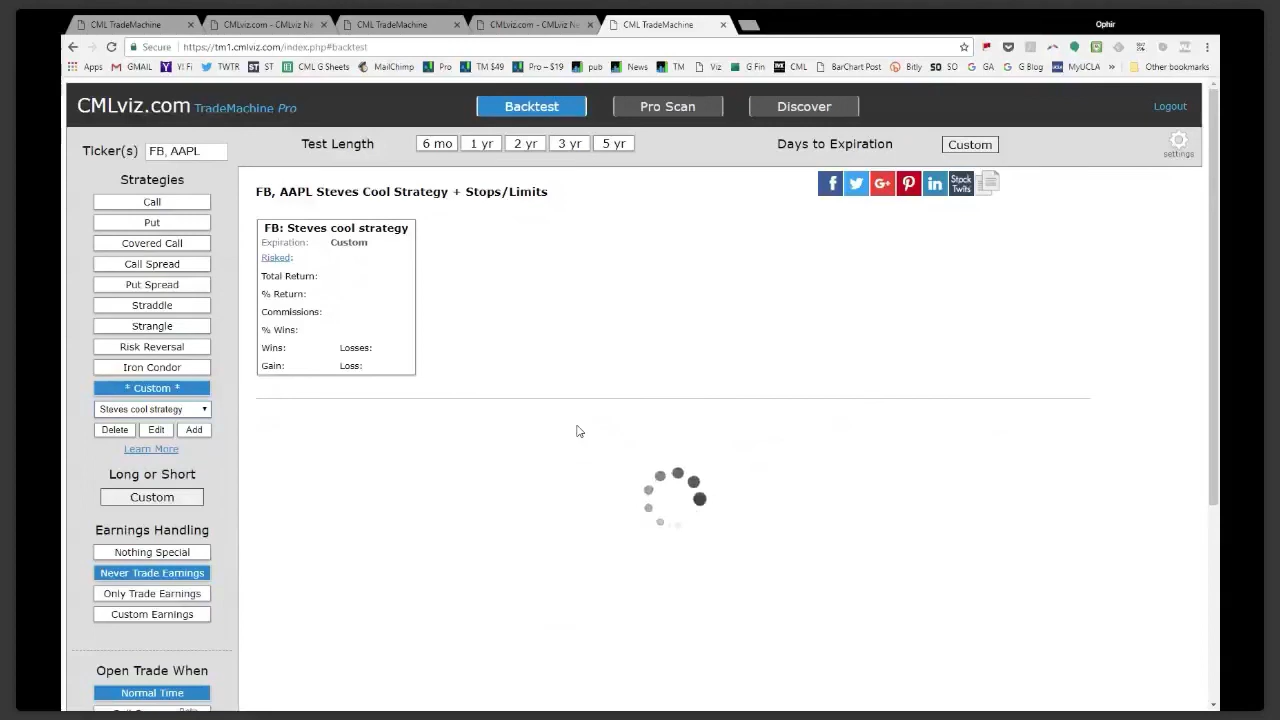 CML TradeMachine
CMLviz.com - CMLviz Ne
CML TradeMachine
CMLviz.com - CMLviz Ne
CML TradeMachine
Ophir
Secure
https://tm1.cmlviz.com/index.php#backtest
Apps
GMAIL
Y! Fi
TWTR
ST
CML G Sheets
MailChimp
Pro
TM $49
Pro – $19
pub
News
TM
Viz
G Fin
CML
BarChart Post
Bitly
SO
GA
G Blog
MyUCLA
»
Other bookmarks
CMLviz.com TradeMachine Pro
Backtest
Pro Scan
Discover
Logout
Ticker(s) FB, AAPL
Test Length
6 mo
1 yr
2 yr
3 yr
5 yr
Days to Expiration
Custom
settings
Strategies
Call
Put
Covered Call
Call Spread
Put Spread
Straddle
Strangle
Risk Reversal
Iron Condor
* Custom *
Steves cool strategy
Delete
Edit
Add
Learn More
Long or Short
Custom
Earnings Handling
Nothing Special
Never Trade Earnings
Only Trade Earnings
Custom Earnings
Open Trade When
Normal Time
FB, AAPL Steves Cool Strategy + Stops/Limits
Stock
Twits
FB: Steves cool strategy
Expiration: Custom
Risked:
Total Return:
% Return:
Commissions:
% Wins:
Wins: Losses:
Gain: Loss: